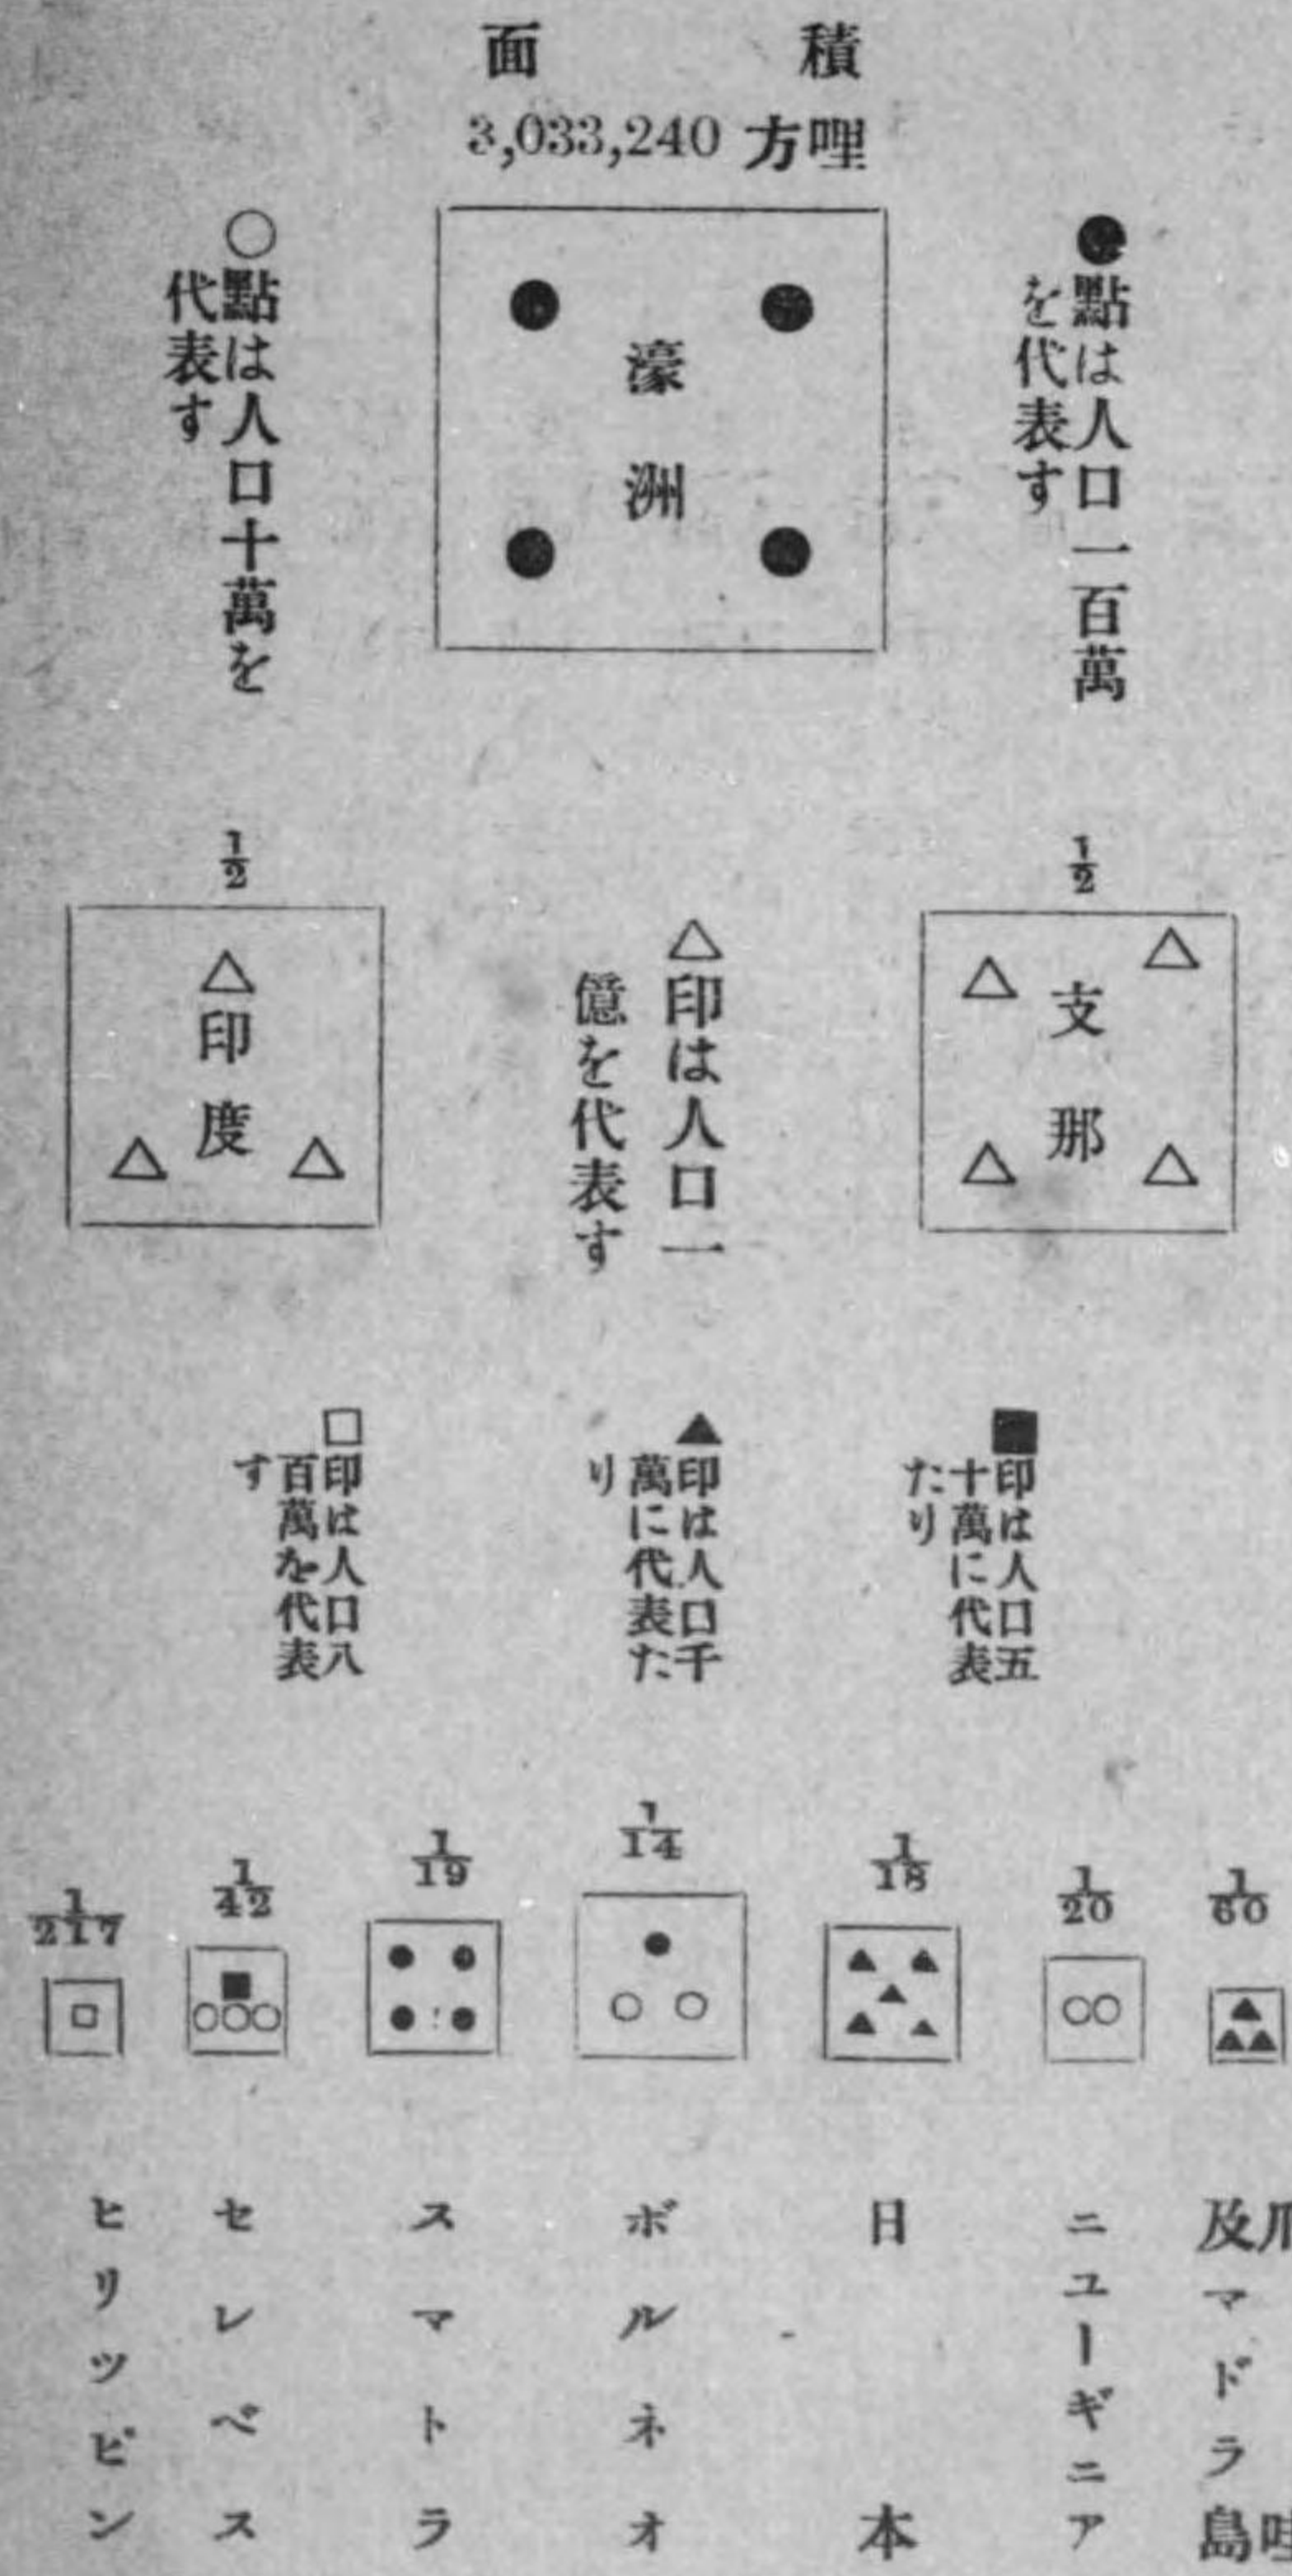 面積
3,033,240 方哩
●點は人口一百萬
を代表す
濠洲
○點は人口十萬を
代表す
1/2
支那
△印は人口一
億を代表す
1/2
印度
■印は人口五
十萬に代表
たり
▲印は人口千
萬に代表た
り
□印は人口八
百萬を代表
す
1/60
1/20
1/18
1/14
1/19
1/42
1/217
爪哇
及マドラ島
ニユーギニア
日本
ボルネオ
スマトラ
セレベス
ヒリツピン